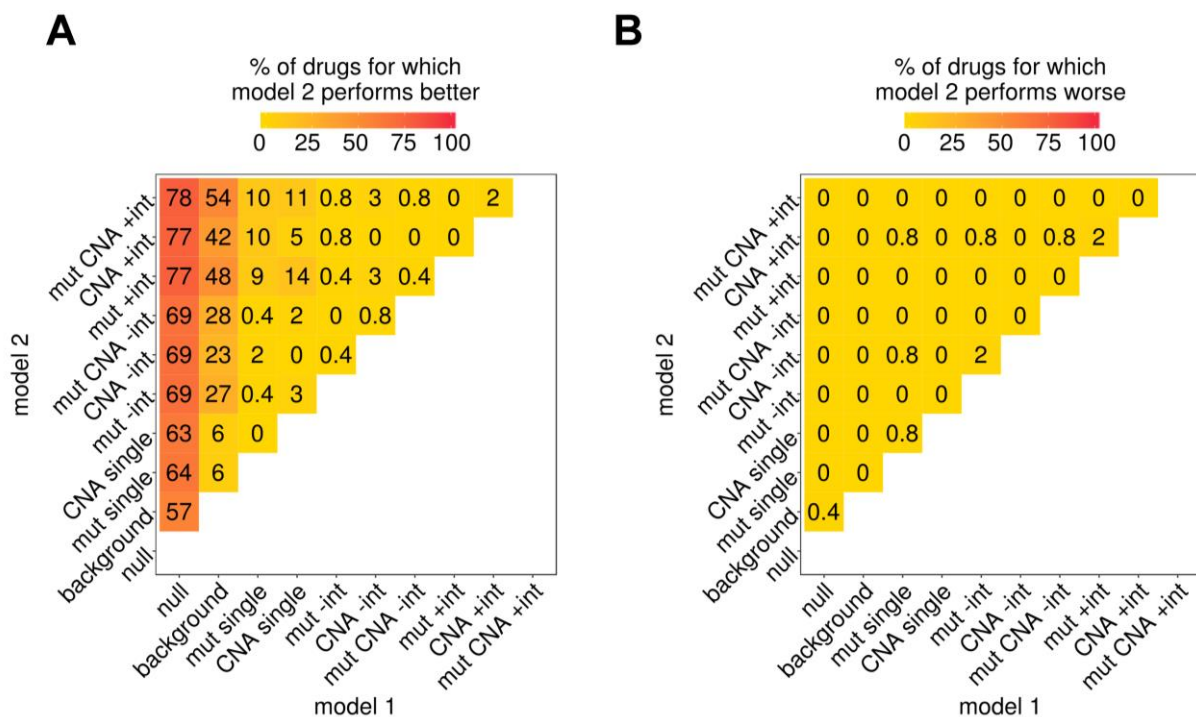 A
% of drugs for which
model 2 performs better
0 25 50 75 100
mut CNA +int 78 54 10 11 0.8 3 0.8 0 2
CNA +int 77 42 10 5 0.8 0 0 0
mut +int 77 48 9 14 0.4 3 0.4
mut CNA -int 69 28 0.4 2 0 0.8
CNA -int 69 23 2 0 0.4
mut -int 69 27 0.4 3
CNA single 63 6 0
mut single 64 6
background 57
null
model 2
null background mut single CNA single mut -int CNA -int mut CNA -int mut +int CNA +int mut CNA +int
model 1
B
% of drugs for which
model 2 performs worse
0 25 50 75 100
mut CNA +int 0 0 0 0 0 0 0 0 0
CNA +int 0 0 0.8 0 0.8 0 0.8 2
mut +int 0 0 0 0 0 0 0
mut CNA -int 0 0 0 0 0 0
CNA -int 0 0 0.8 0 2
mut -int 0 0 0 0
CNA single 0 0 0.8
mut single 0 0
background 0.4
null
model 2
null background mut single CNA single mut -int CNA -int mut CNA -int mut +int CNA +int mut CNA +int
model 1